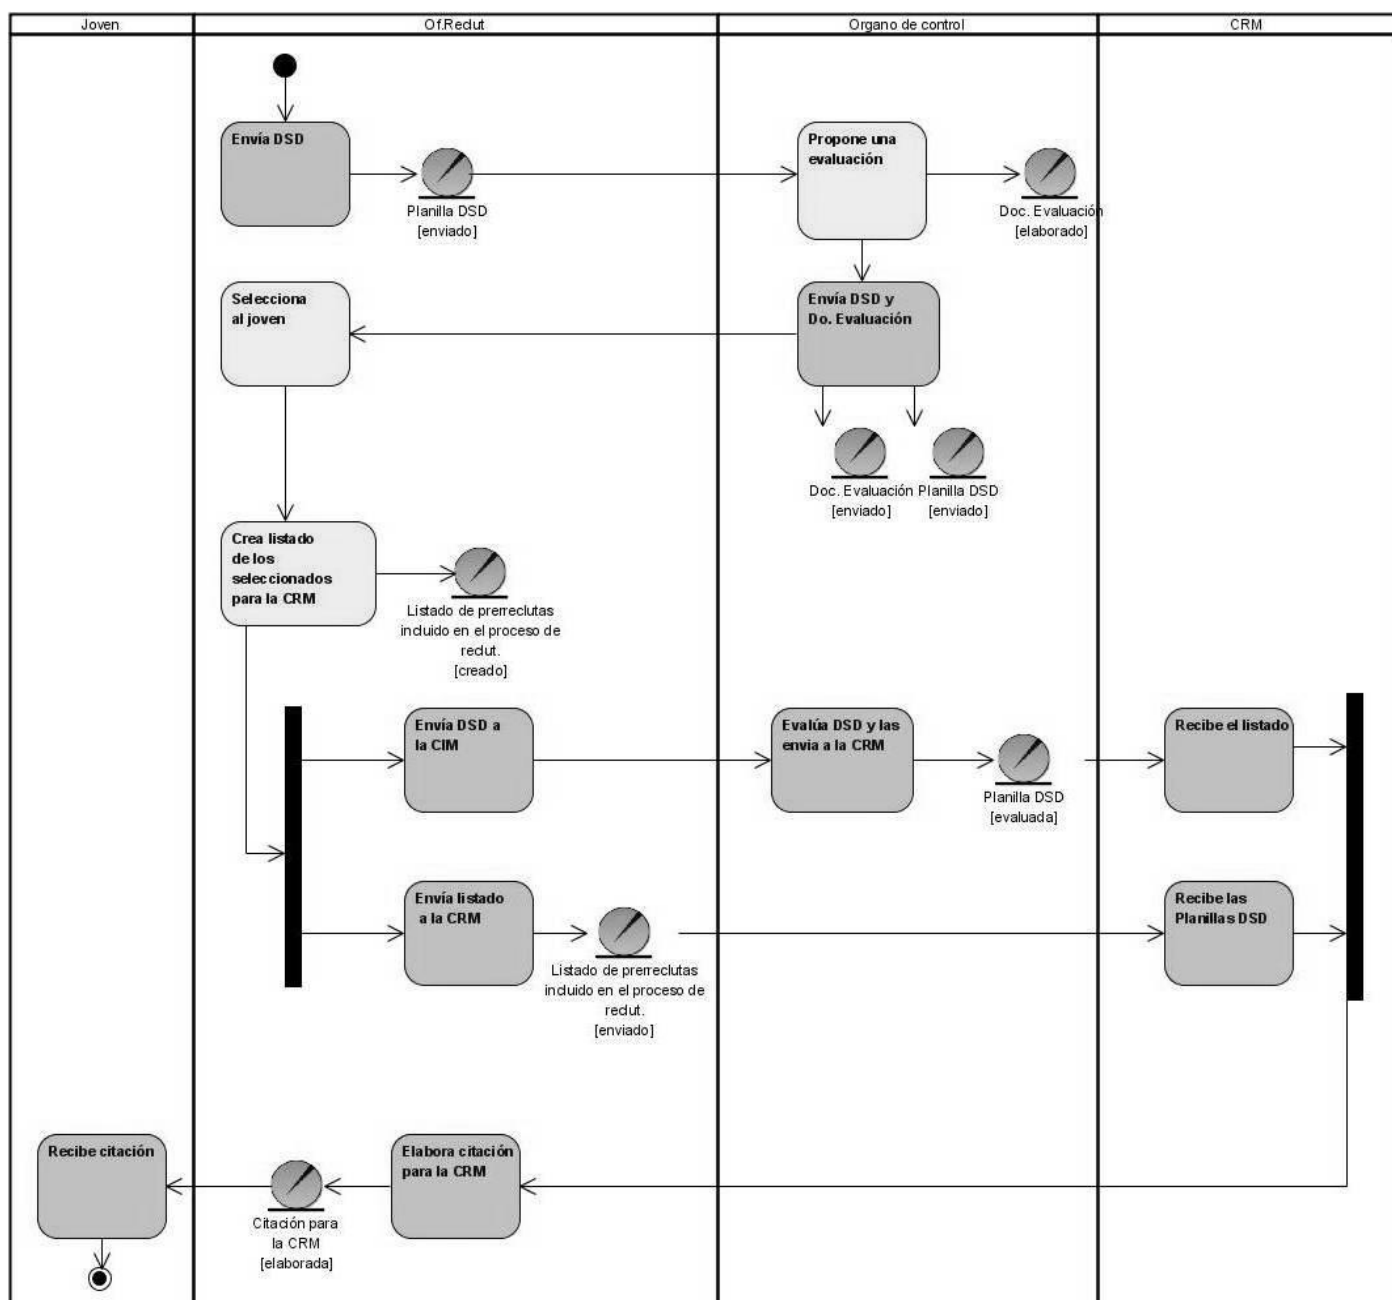 Joven
Of.Reclut
Organo de control
CRM
Envía DSD
Planilla DSD
[enviado]
Propone una
evaluación
Doc. Evaluación
[elaborado]
Selecciona
al joven
Envía DSD y
Do. Evaluación
Doc. Evaluación
[enviado]
Planilla DSD
[enviado]
Crea listado
de los
seleccionados
para la CRM
Listado de prerreclutas
incluido en el proceso de
reclut.
[creado]
Envía DSD a
la CIM
Evalúa DSD y las
envia a la CRM
Planilla DSD
[evaluada]
Recibe el listado
Envía listado
a la CRM
Listado de prerreclutas
incluido en el proceso de
reclut.
[enviado]
Recibe las
Planillas DSD
Recibe citación
Citación para
la CRM
[elaborada]
Elabora citación
para la CRM